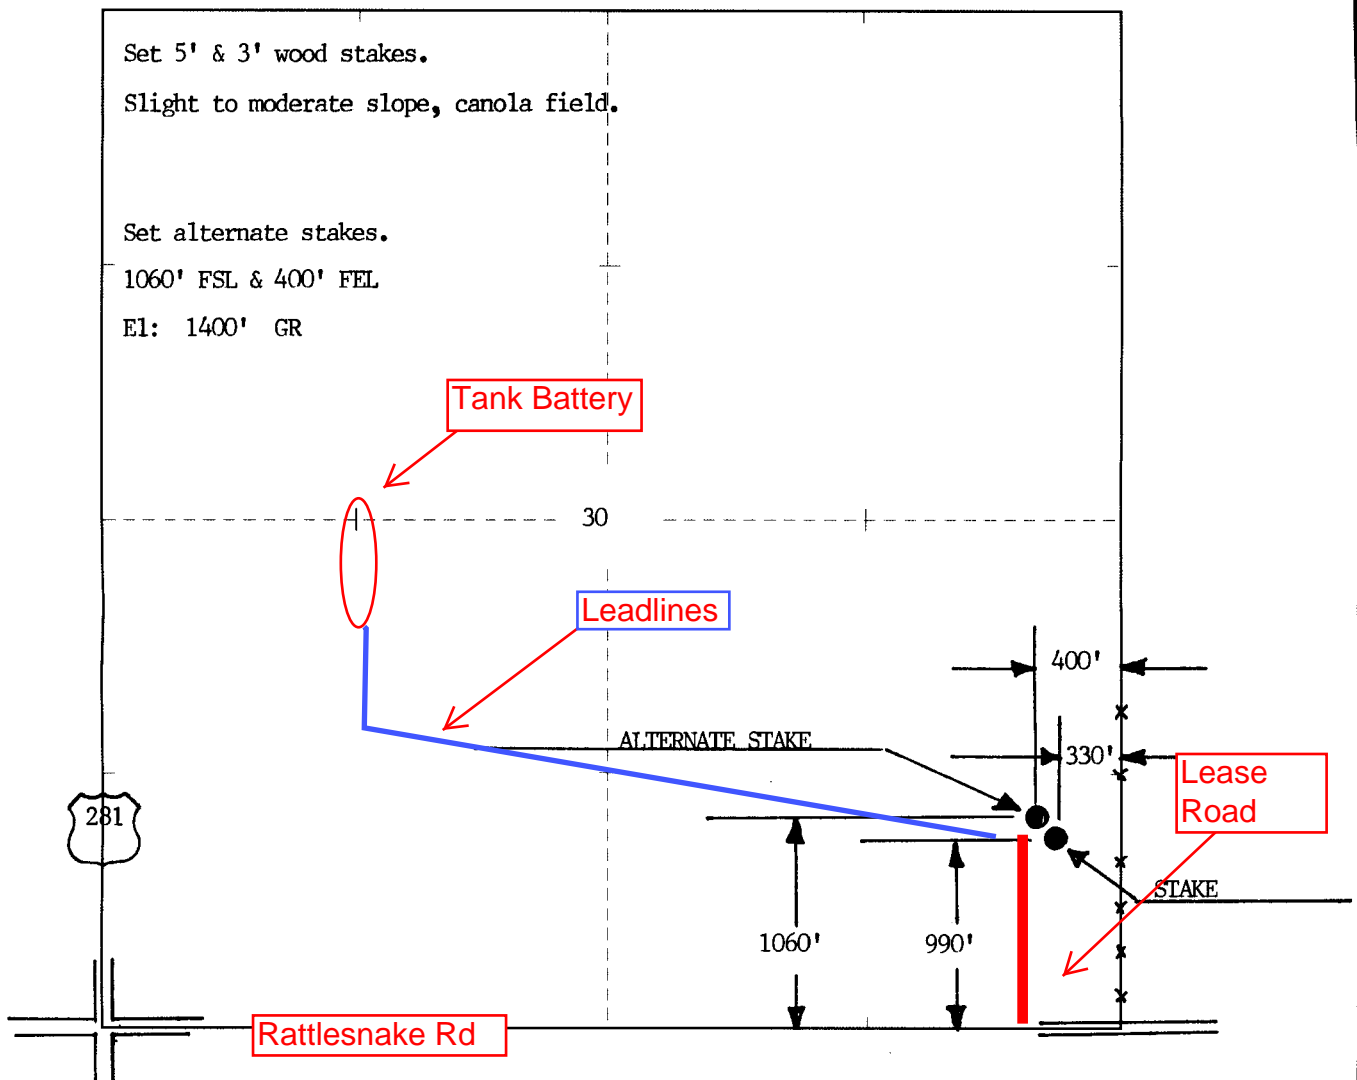 Set 5' & 3' wood stakes.
Slight to moderate slope, canola field.
Set alternate stakes.
1060' FSL & 400' FEL
El: 1400' GR
Tank Battery
30
Leadlines
400'
ALTERNATE STAKE
330'
Lease
Road
281
STAKE
1060'
990'
Rattlesnake Rd